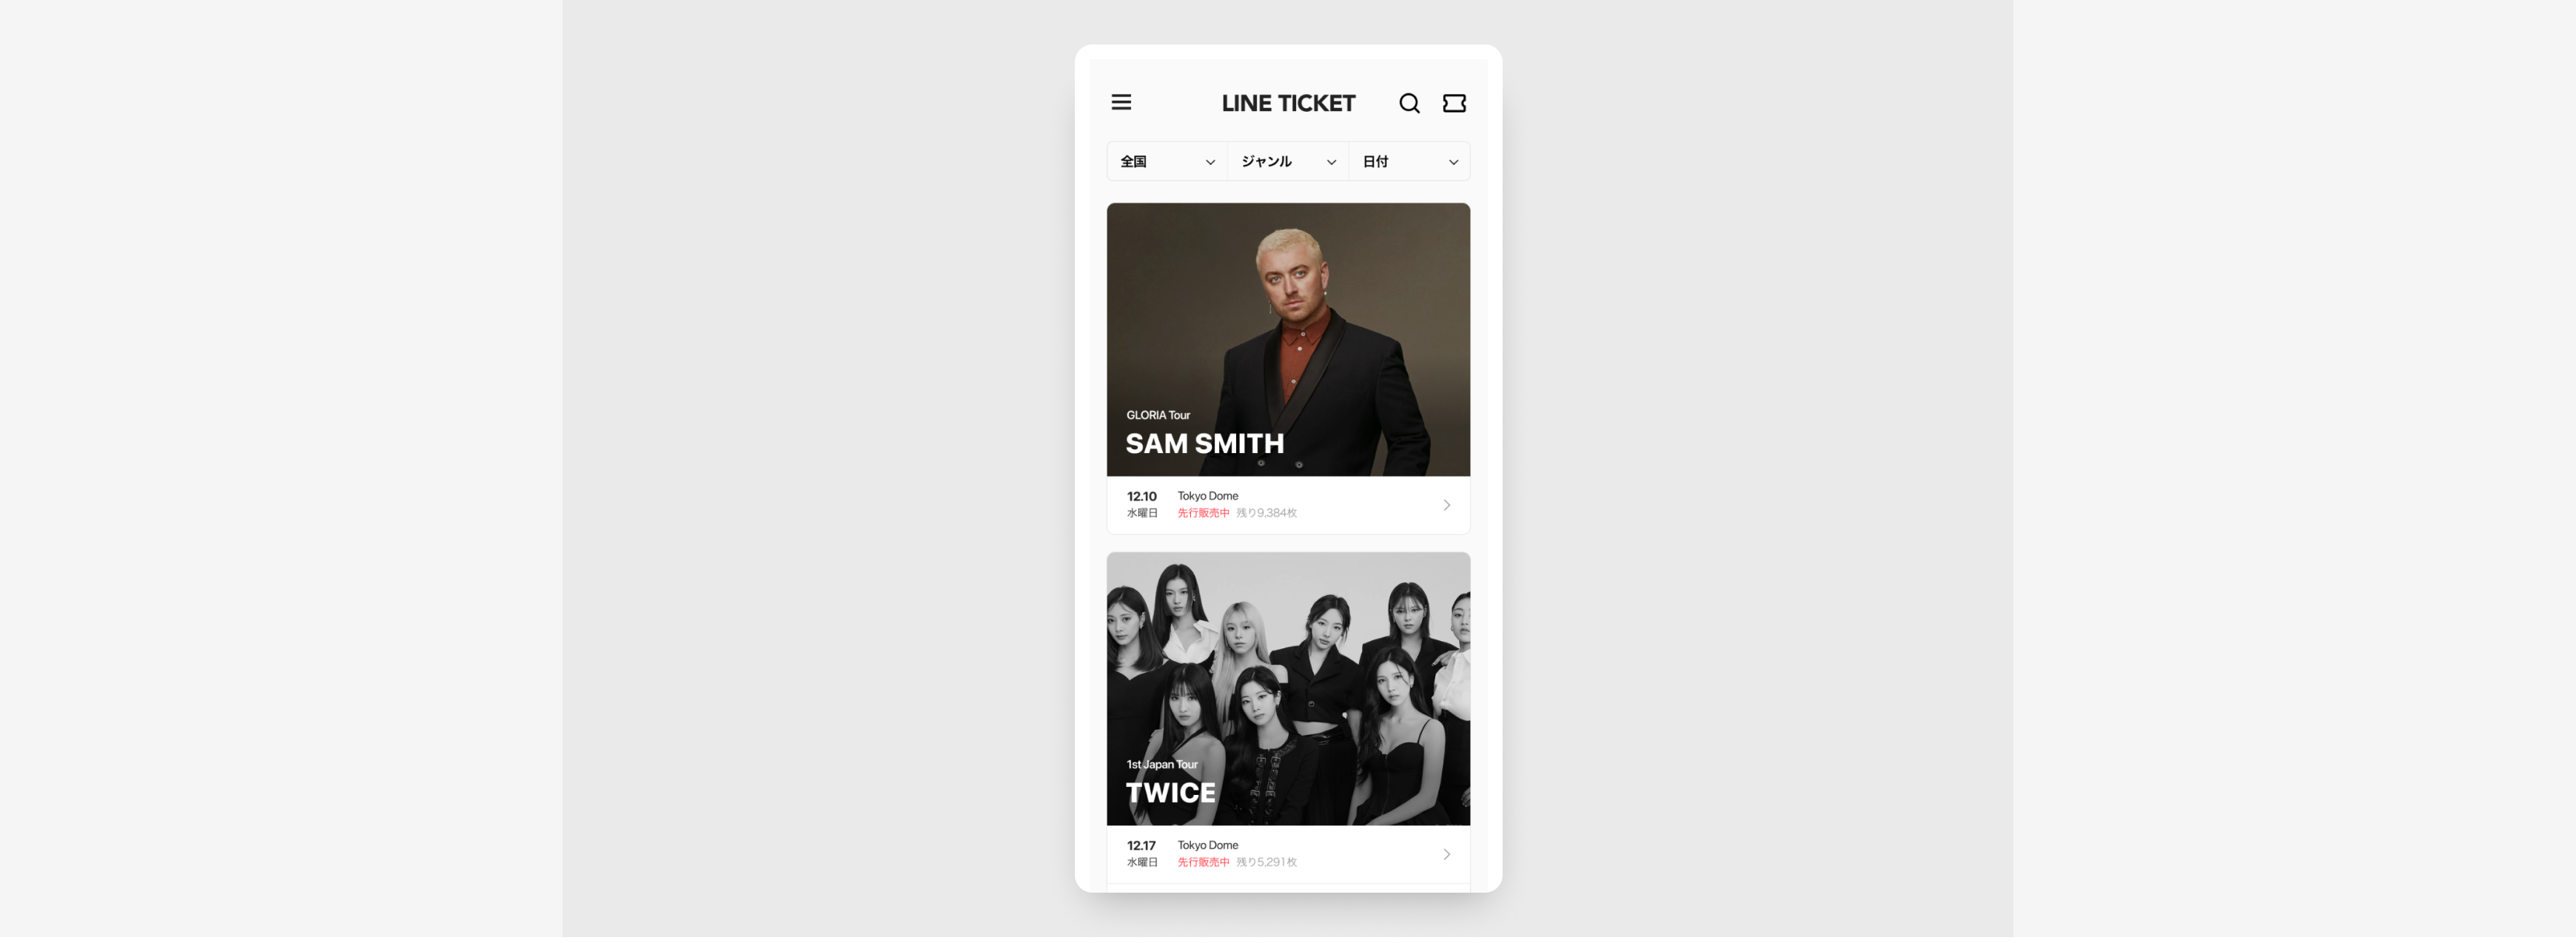 LINE TICKET
全国 ジャンル 日付
GLORIA Tour
SAM SMITH
12.10 Tokyo Dome
水曜日 先行販売中 残り9,384枚
1st Japan Tour
TWICE
12.17 Tokyo Dome
水曜日 先行販売中 残り5,291枚